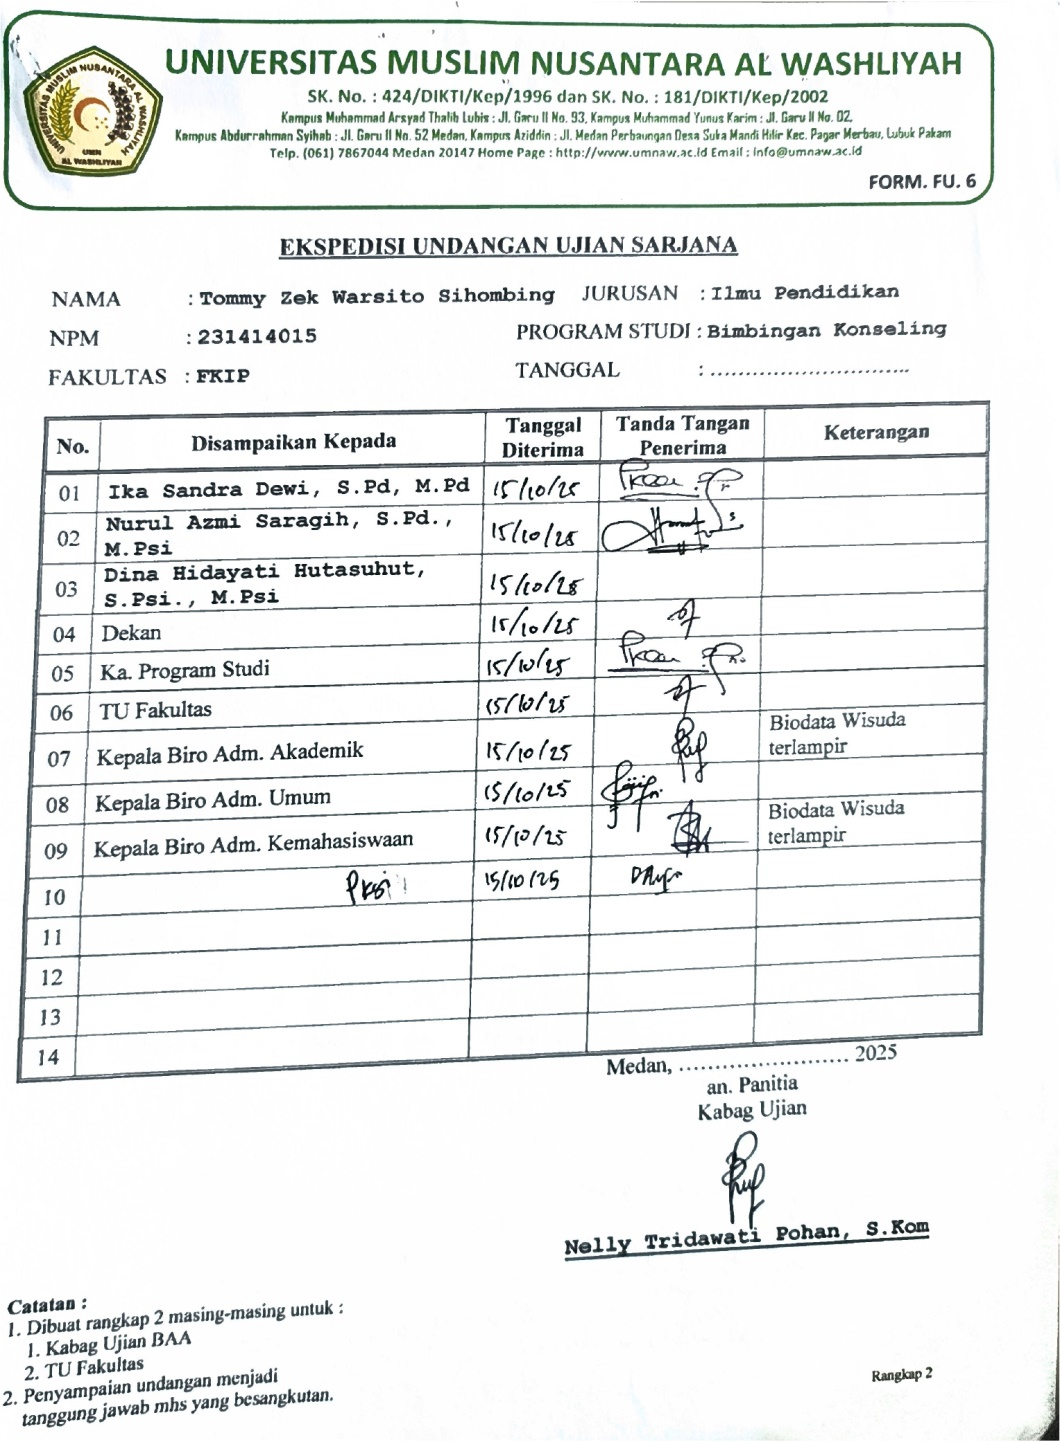 UNIVERSITAS MUSLIM NUSANTARA AL WASHLIYAH
SK. No. : 424/DIKTI/Kep/1996 dan SK. No. : 181/DIKTI/Kep/2002
Kampus Muhammad Arsyad Thalib Lubis : Jl. Garu II No. 93, Kampus Muhammad Yunus Karim : Jl. Garu II No. 02,
Kampus Abdurrahman Syihab : Jl. Garu II No. 52 Medan, Kampus Aziddin : Jl. Medan Perbaungan Desa Suka Mandi Hilir Kec. Pagar Merbau, Lubuk Pakam
Telp. (061) 7867044 Medan 20147 Home Page : http://www.umnaw.ac.id Email : info@umnaw.ac.id
UNIVERSITAS MUSLIM NUSANTARA AL WASHLIYAH
UMN
AL WASHLIYAH
FORM. FU. 6
EKSPEDISI UNDANGAN UJIAN SARJANA
NAMA : Tommy Zek Warsito Sihombing JURUSAN : Ilmu Pendidikan
NPM : 231414015 PROGRAM STUDI : Bimbingan Konseling
FAKULTAS : FKIP TANGGAL : ............................
No. Disampaikan Kepada Tanggal Diterima Tanda Tangan Penerima Keterangan
01 Ika Sandra Dewi, S.Pd, M.Pd 15/10/25
02 Nurul Azmi Saragih, S.Pd., M.Psi 15/10/25
03 Dina Hidayati Hutasuhut, S.Psi., M.Psi 15/10/25
04 Dekan 15/10/25
05 Ka. Program Studi 15/10/25
06 TU Fakultas 15/10/25
07 Kepala Biro Adm. Akademik 15/10/25 Biodata Wisuda terlampir
08 Kepala Biro Adm. Umum 15/10/25
09 Kepala Biro Adm. Kemahasiswaan 15/10/25 Biodata Wisuda terlampir
10 15/10/25
11
12
13
14
Medan, ........................ 2025
an. Panitia
Kabag Ujian
Nelly Tridawati Pohan, S.Kom
Catatan :
1. Dibuat rangkap 2 masing-masing untuk :
1. Kabag Ujian BAA
2. TU Fakultas
2. Penyampaian undangan menjadi
tanggung jawab mhs yang besangkutan.
Rangkap 2